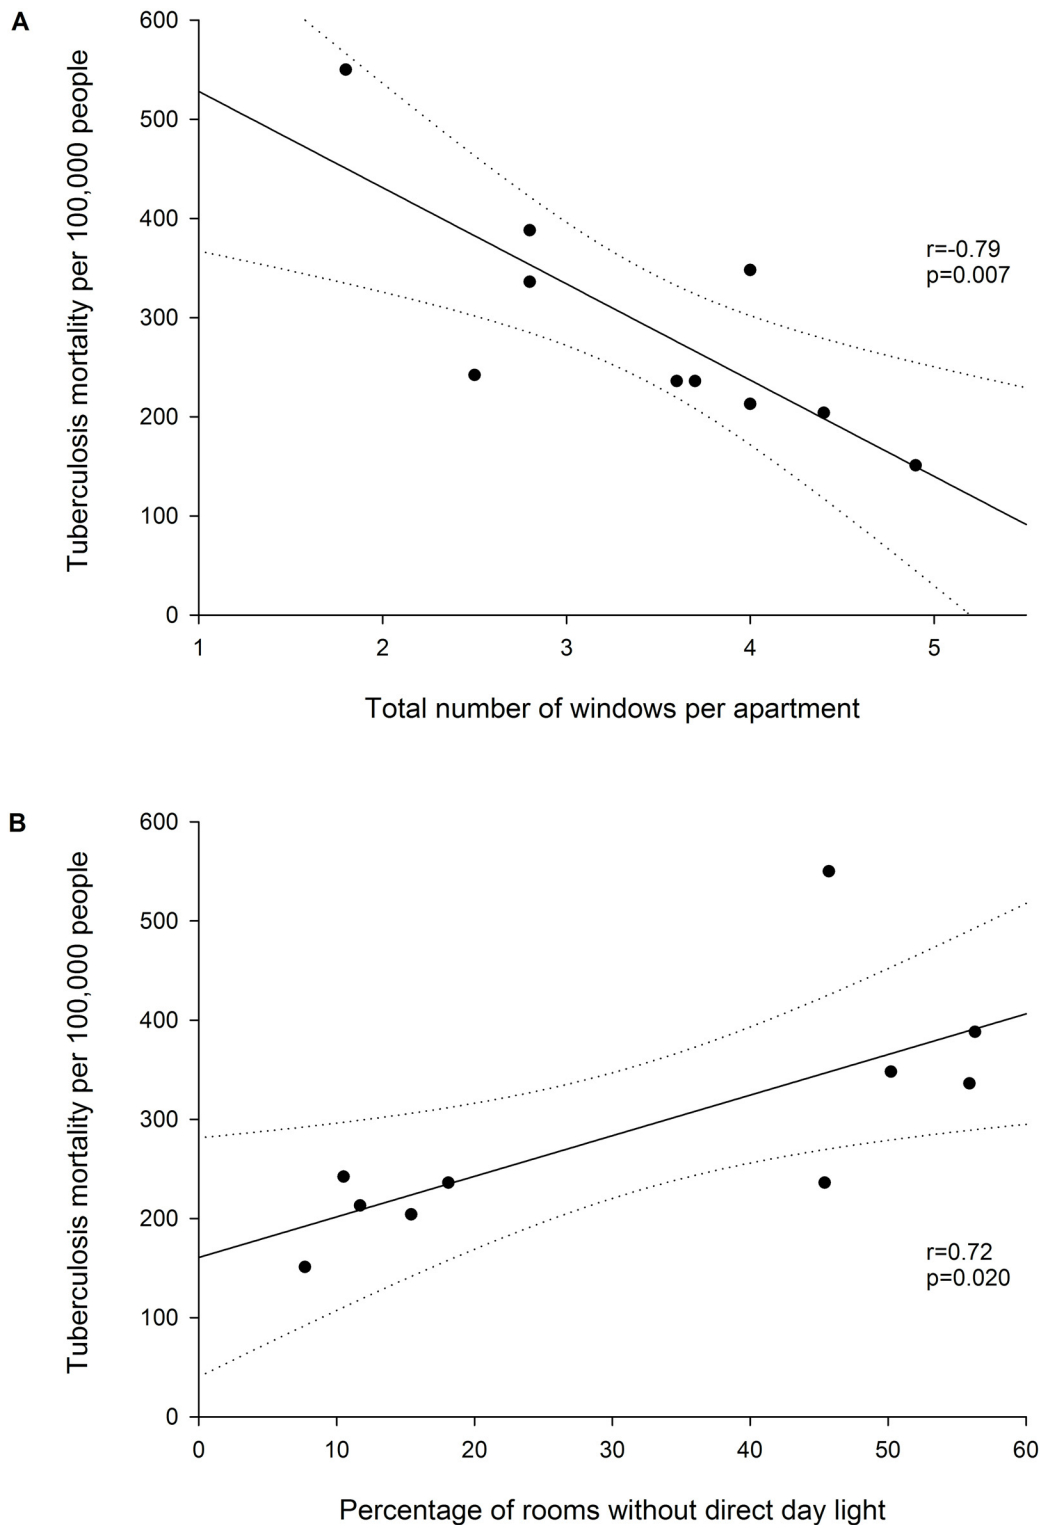 A
Tuberculosis mortality per 100,000 people
600
500
400
300
200
100
0
r=-0.79
p=0.007
1 2 3 4 5
Total number of windows per apartment
B
Tuberculosis mortality per 100,000 people
600
500
400
300
200
100
0
r=0.72
p=0.020
0 10 20 30 40 50 60
Percentage of rooms without direct day light